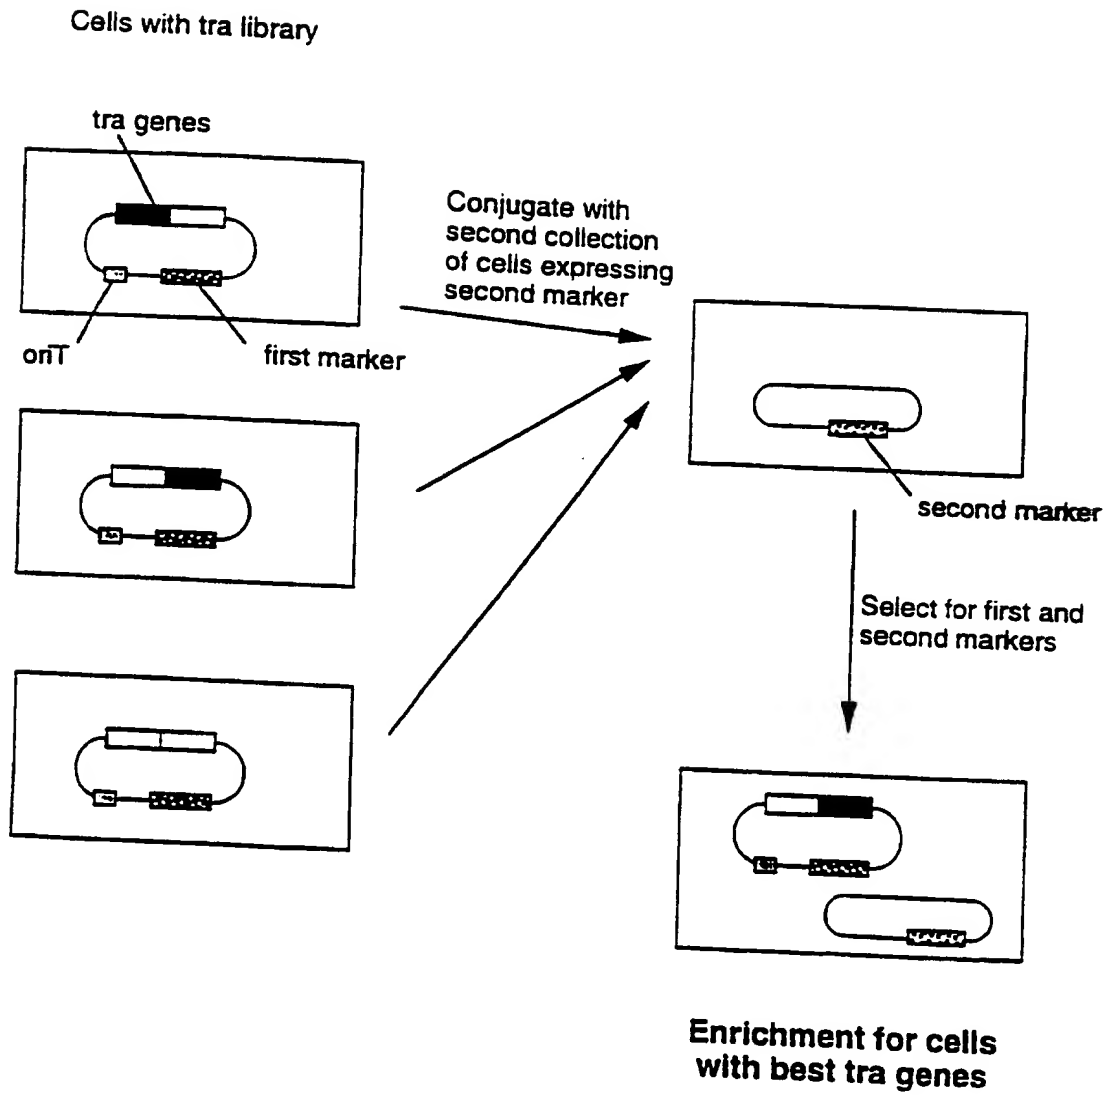 Cells with tra library
tra genes
Conjugate with
second collection
of cells expressing
second marker
oriT
first marker
second marker
Select for first and
second markers
Enrichment for cells
with best tra genes